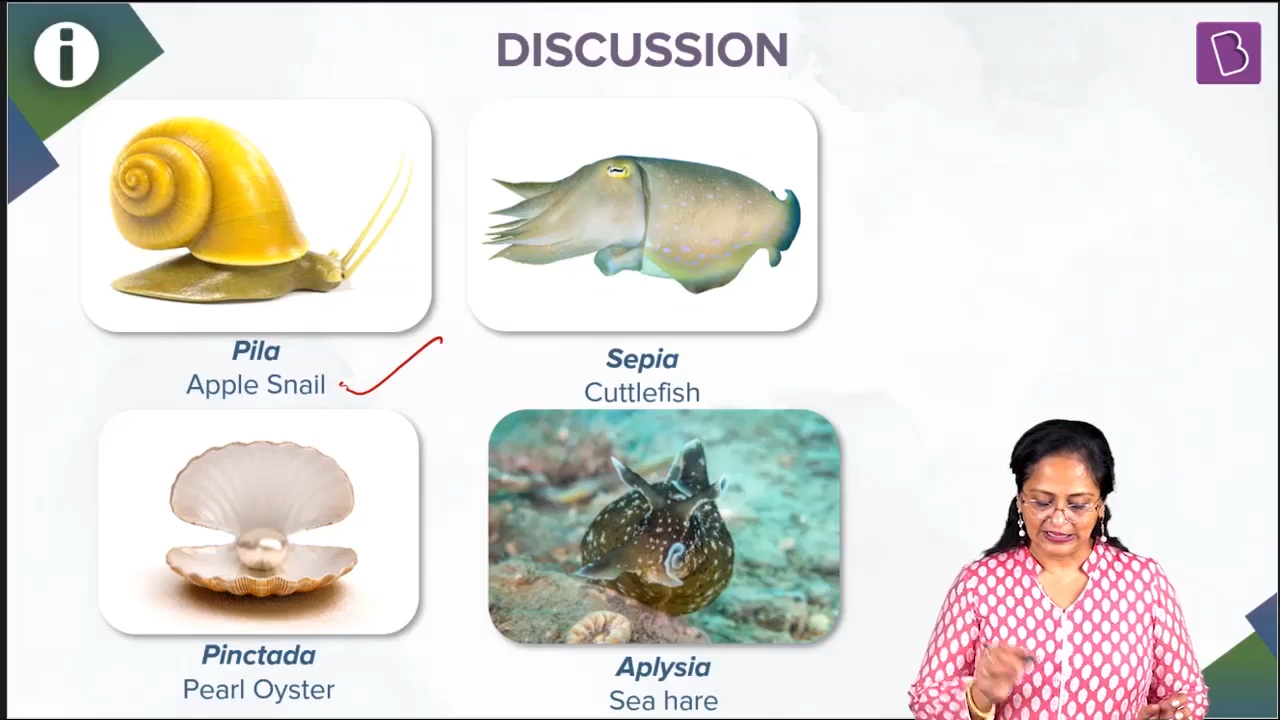 DISCUSSION
Pila
Apple Snail
Sepia
Cuttlefish
Pinctada
Pearl Oyster
Aplysia
Sea hare